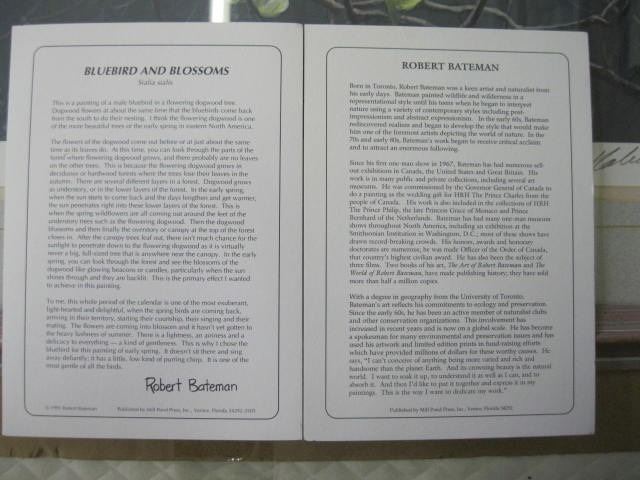 BLUEBIRD AND BLOSSOMS
Sialia sialis
This is a painting of a male bluebird in a flowering dogwood tree.
Dogwood flowers at about the same time that the bluebirds come back
from the south to do their nesting. I think the flowering dogwood is one
of the more beautiful trees or the early spring in eastern North America.
The flowers of the dogwood come out before or at just about the same
time as its leaves do. At this time, you can look through the parts of the
forest where flowering dogwood grows, and there probably are no leaves
on the other trees. This is because the flowering dogwood grows in
deciduous or hardwood forests where the trees lose their leaves in the
autumn. There are several different layers in a forest. Dogwood grows
as understory, or in the lower layers of the forest. In the early spring,
when the sun starts to come back and the days lengthen and get warmer,
the sun penetrates right into these lower layers of the forest. This is
when the spring wildflowers are all coming out around the feet of the
understory trees such as the flowering dogwood. Then the dogwood
blossoms and then finally the overstory or canopy at the top of the forest
closes in. After the canopy trees leaf out, there isn't much chance for the
sunlight to penetrate down to the flowering dogwood as it is virtually
never a big, full-sized tree that is anywhere near the canopy. In the early
spring, you can look through the forest and see the blossoms of the
dogwood like glowing beacons or candles, particularly when the sun
shines through and they are backlit. This is the primary effect I wanted
to achieve in this painting.
To me, this whole period of the calendar is one of the most exuberant,
light-hearted and delightful, when the spring birds are coming back,
arriving in their territory, starting their courtship, their singing and their
mating. The flowers are coming into blossom and it hasn't yet gotten to
the heavy lushness of summer. There is a lightness, an airiness and a
delicacy to everything — a kind of gentleness. This is why I chose the
bluebird for this painting of early spring. It doesn't sit there and sing
away defiantly; it has a little, low kind of purring chirp. It is one of the
most gentle of all the birds.
Robert Bateman
Robert Bateman Published by Mill Pond Press, Inc., Venice, Florida
ROBERT BATEMAN
Born in Toronto, Robert Bateman was a keen artist and naturalist from
his early days. Bateman painted wildlife and wilderness in a
representational style until his teens when he began to interpret
nature using a variety of contemporary styles including post-
impressionism and abstract expressionism. In the early 60s, Bateman
rediscovered realism and began to develop the style that would make
him one of the foremost artists depicting the world of nature. In the
70s and early 80s, Bateman's work began to receive critical acclaim
and to attract an enormous following.
Since his first one-man show in 1967, Bateman has had numerous sell-
out exhibitions in Canada, the United States and Great Britain. His
work is in many public and private collections, including several art
museums. He was commissioned by the Governor General of Canada to
do a painting as the wedding gift for HRH The Prince Charles from the
people of Canada. His work is also included in the collections of HRH
The Prince Philip, the late Princess Grace of Monaco and Prince
Bernhard of the Netherlands. Bateman has had many one-man museum
shows throughout North America, including an exhibition at the
Smithsonian Institution in Washington, D.C.; most of these shows have
drawn record-breaking crowds. His honors, awards and honorary
doctorates are numerous; he was made Officer of the Order of Canada,
that country's highest civilian award. He has also been the subject of
three films. Two books of his art, The Art of Robert Bateman and The
World of Robert Bateman, have made publishing history; they have sold
more than half a million copies.
With a degree in geography from the University of Toronto,
Bateman's art reflects his commitments to ecology and preservation.
Since the early 60s, he has been an active member of naturalist clubs
and other conservation organizations. This involvement has
increased in recent years and is now on a global scale. He has become
a spokesman for many environmental and preservation issues and has
used his artwork and limited edition prints in fund-raising efforts
which have provided millions of dollars for these worthy causes. He
says, "I can't conceive of anything being more varied and rich and
handsome than the planet Earth. And its crowning beauty is the natural
world. I want to soak it up, to understand it as well as I can, and to
absorb it. And then I'd like to put it together and express it in my
paintings. This is the way I want to dedicate my work."
Published by Mill Pond Press, Inc., Venice, Florida